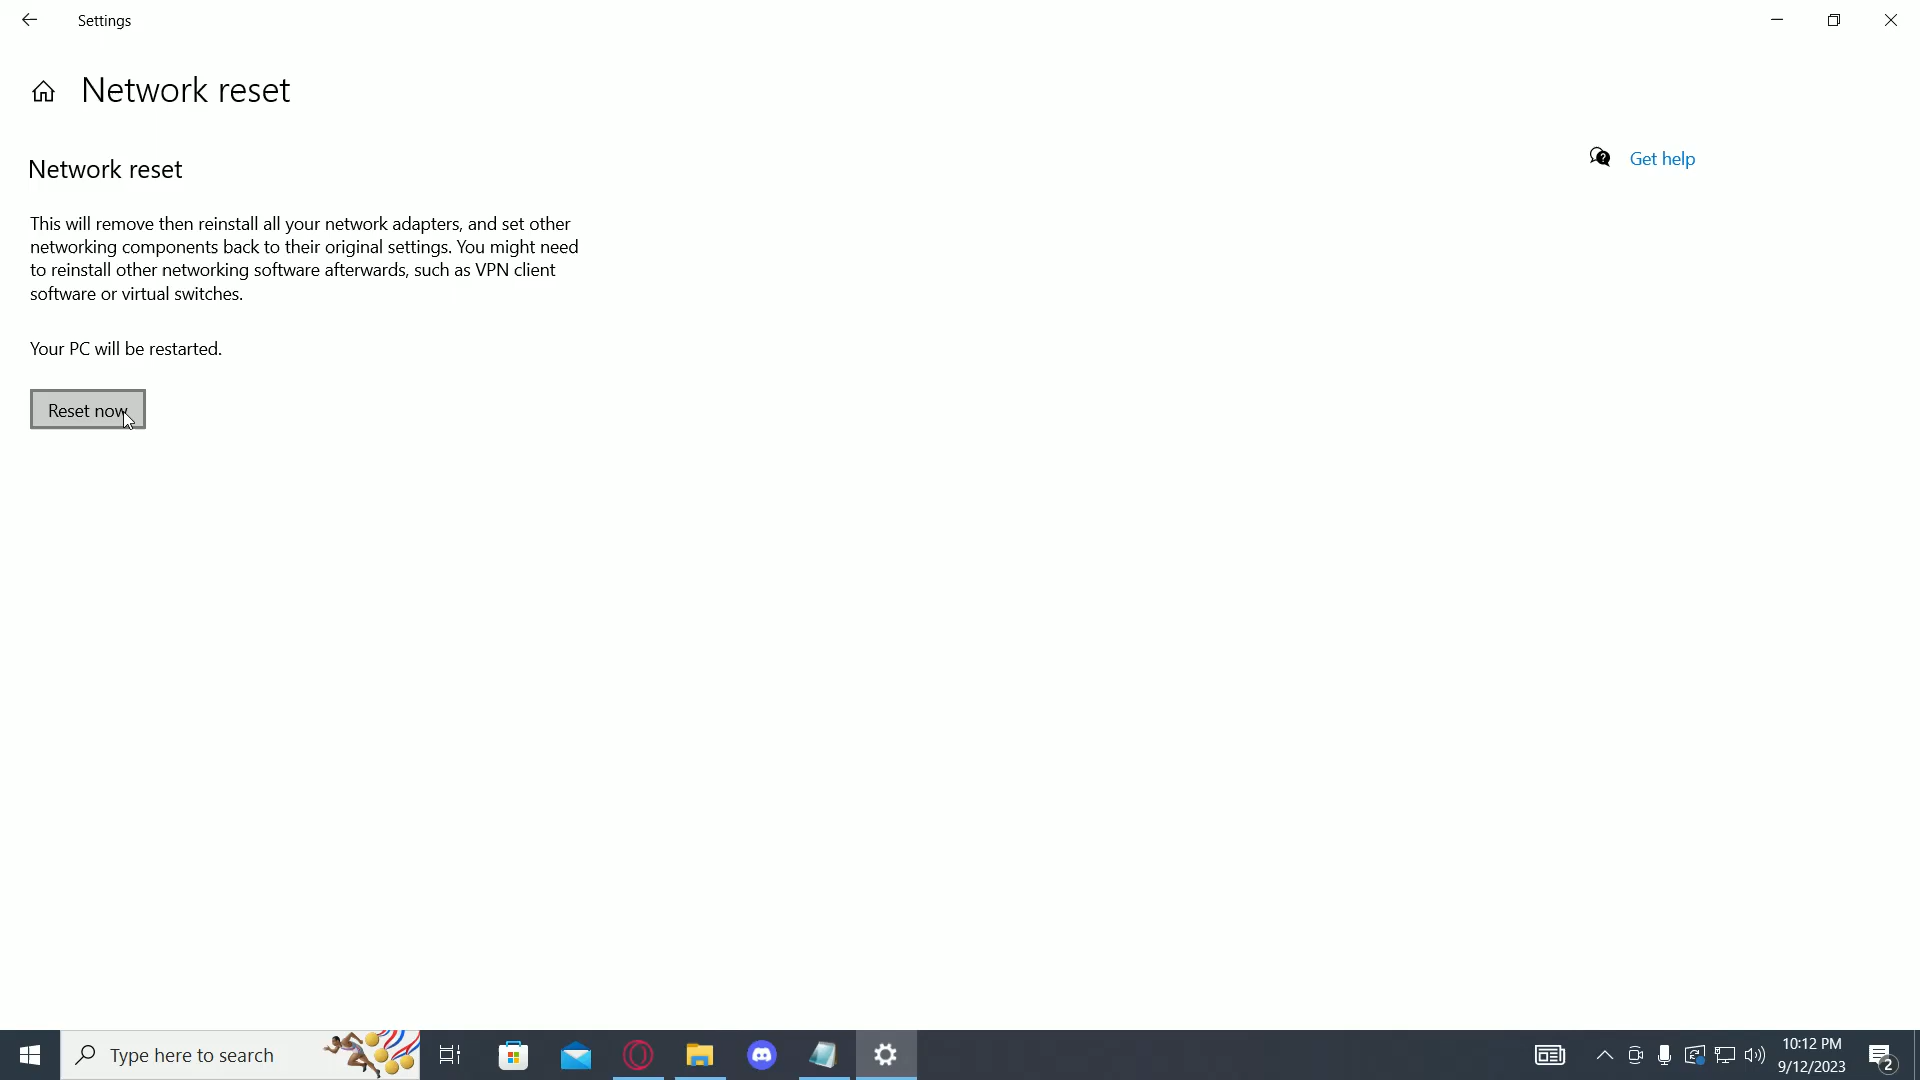 Settings
Network reset
Network reset
Get help
This will remove then reinstall all your network adapters, and set other
networking components back to their original settings. You might need
to reinstall other networking software afterwards, such as VPN client
software or virtual switches.
Your PC will be restarted.
Reset now
Type here to search
10:12 PM
9/12/2023
2